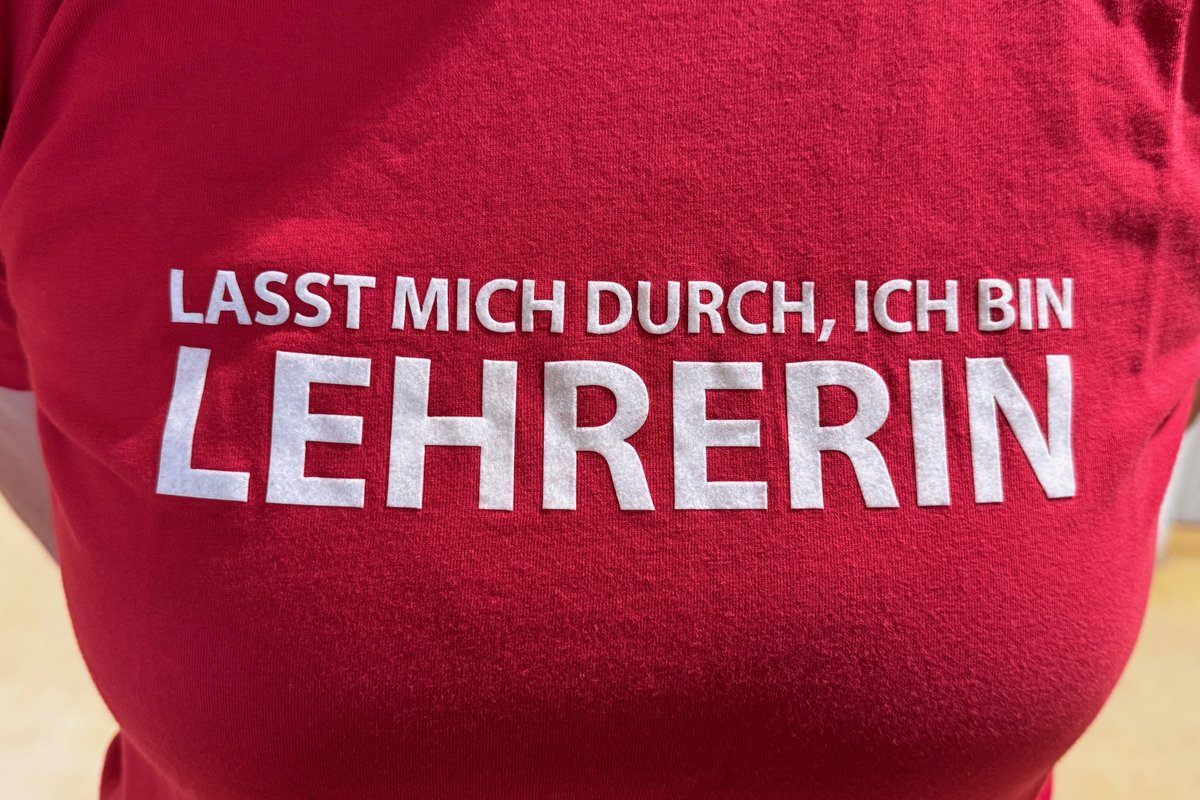 LASST MICH DURCH, ICH BIN
LEHRERIN